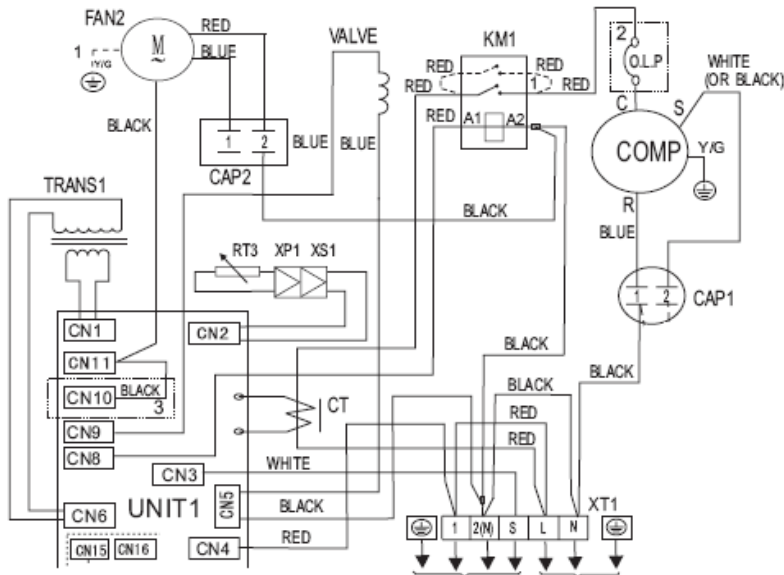 FAN2
RED
BLUE
1
Y/G
M
~
VALVE
KM1
RED
RED
RED
RED
1
2
O.L.P
WHITE
(OR BLACK)
C
S
BLACK
1
2
BLUE
BLUE
RED
A1
A2
COMP
Y/G
CAP2
TRANS1
BLACK
R
BLUE
RT3
XP1
XS1
1
2
CAP1
CN1
CN2
CN11
BLACK
BLACK
CN10
BLACK
3
CT
RED
CN9
RED
CN8
CN3
WHITE
CN5
BLACK
XT1
UNIT1
CN6
1
2(N)
S
L
N
CN15
CN16
CN4
RED